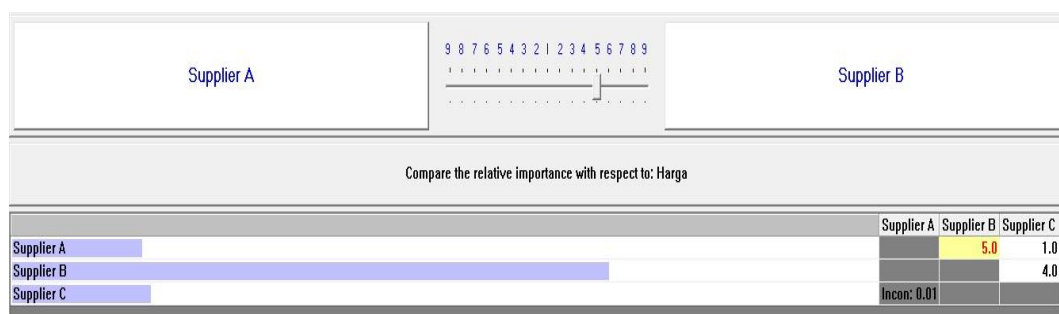 9 8 7 6 5 4 3 2 1 2 3 4 5 6 7 8 9
Supplier A
Supplier B
Compare the relative importance with respect to: Harga
Supplier A Supplier B Supplier C
Supplier A 5.0 1.0
Supplier B 4.0
Supplier C Incon: 0.01